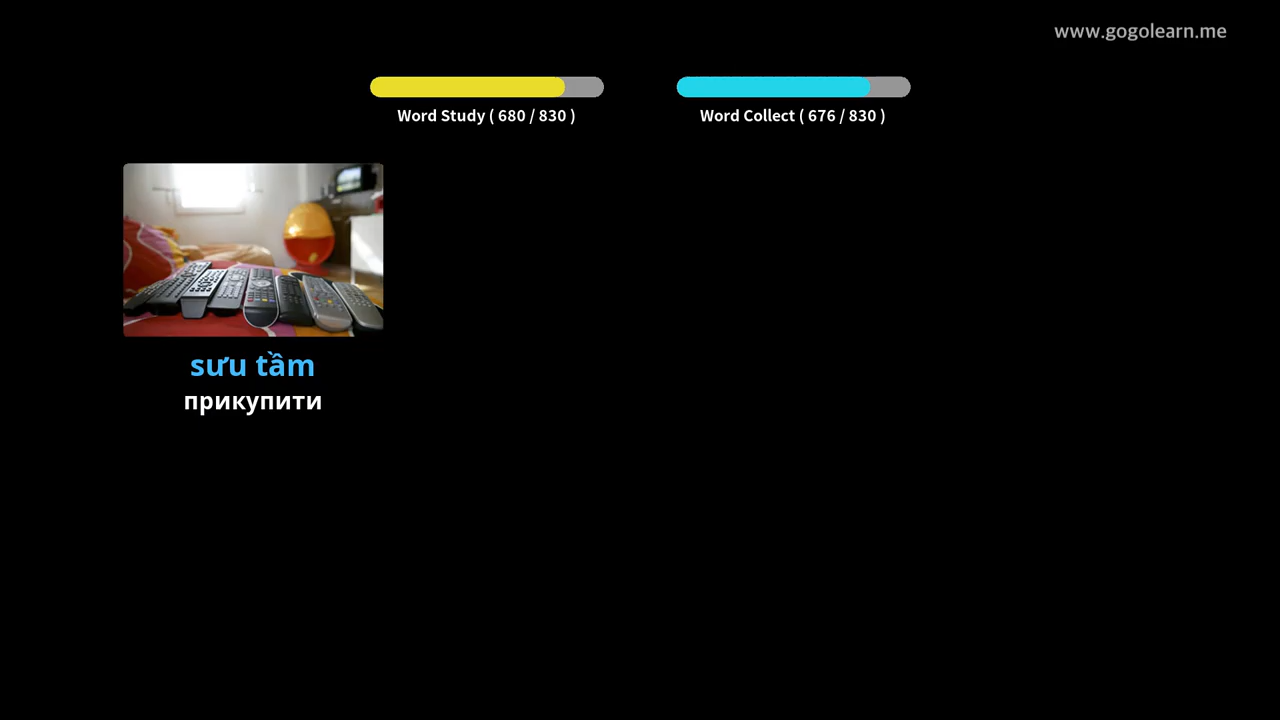 www.gogolearn.me
Word Study ( 680 / 830 )
Word Collect ( 676 / 830 )
sưu tầm
прикупити